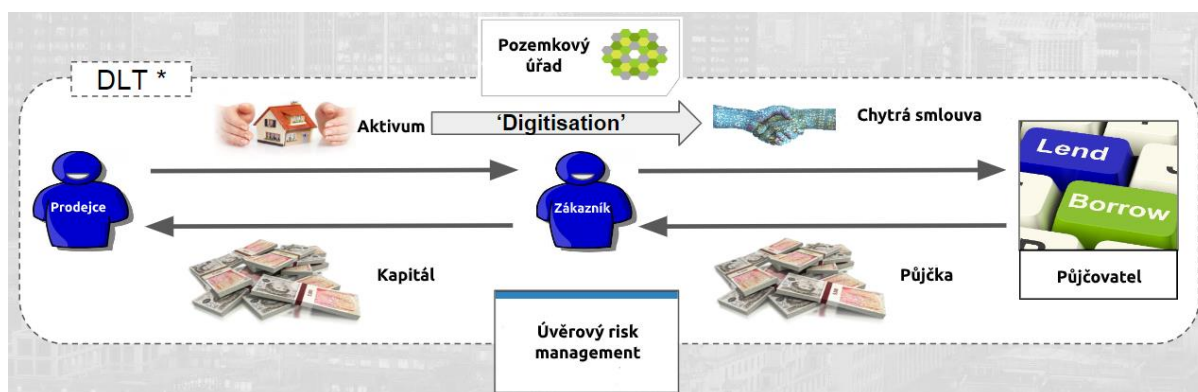 Pozemkový
úřad
DLT *
Aktivum
'Digitisation'
Chytrá smlouva
Lend
Borrow
Prodejce
Zákazník
Kapitál
Půjčka
Půjčovatel
Úvěrový risk
management